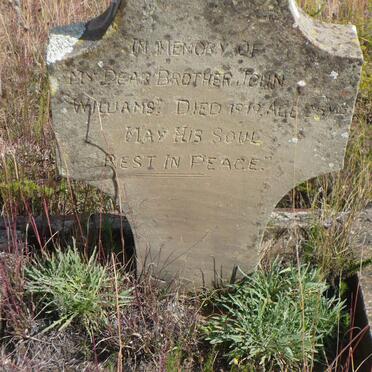 IN MEMORY OF
MY DEAR BROTHER JOHN
WILLIAMS. DIED
MAY HIS SOUL
REST IN PEACE.